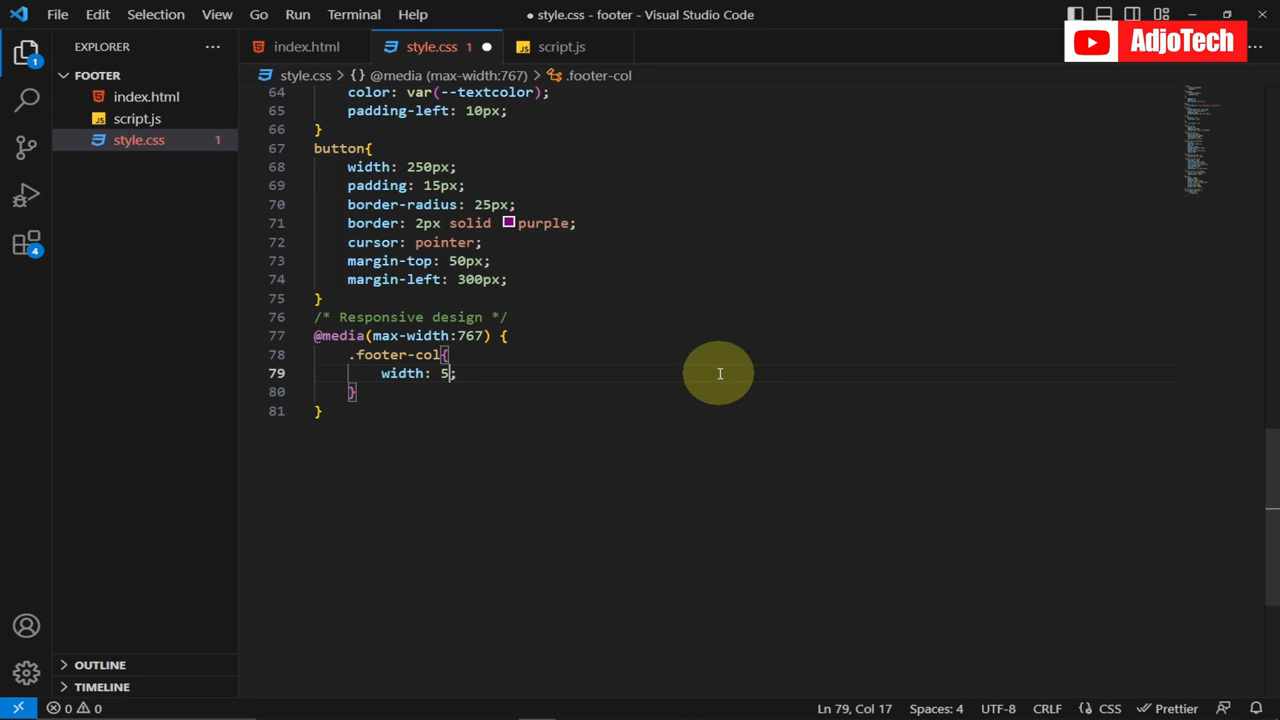 File Edit Selection View Go Run Terminal Help ● style.css - footer - Visual Studio Code
AdjoTech
EXPLORER
index.html style.css 1 script.js
FOOTER
style.css > {} @media (max-width:767) > .footer-col
index.html
script.js
style.css 1
64 color: var(--textcolor);
65 padding-left: 10px;
66 }
67 button{
68 width: 250px;
69 padding: 15px;
70 border-radius: 25px;
71 border: 2px solid purple;
72 cursor: pointer;
73 margin-top: 50px;
74 margin-left: 300px;
75 }
76 /* Responsive design */
77 @media(max-width:767) {
78 .footer-col{
79 width: 5;
80 }
81 }
1
4
OUTLINE
TIMELINE
0 0 Ln 79, Col 17 Spaces: 4 UTF-8 CRLF {} CSS Prettier